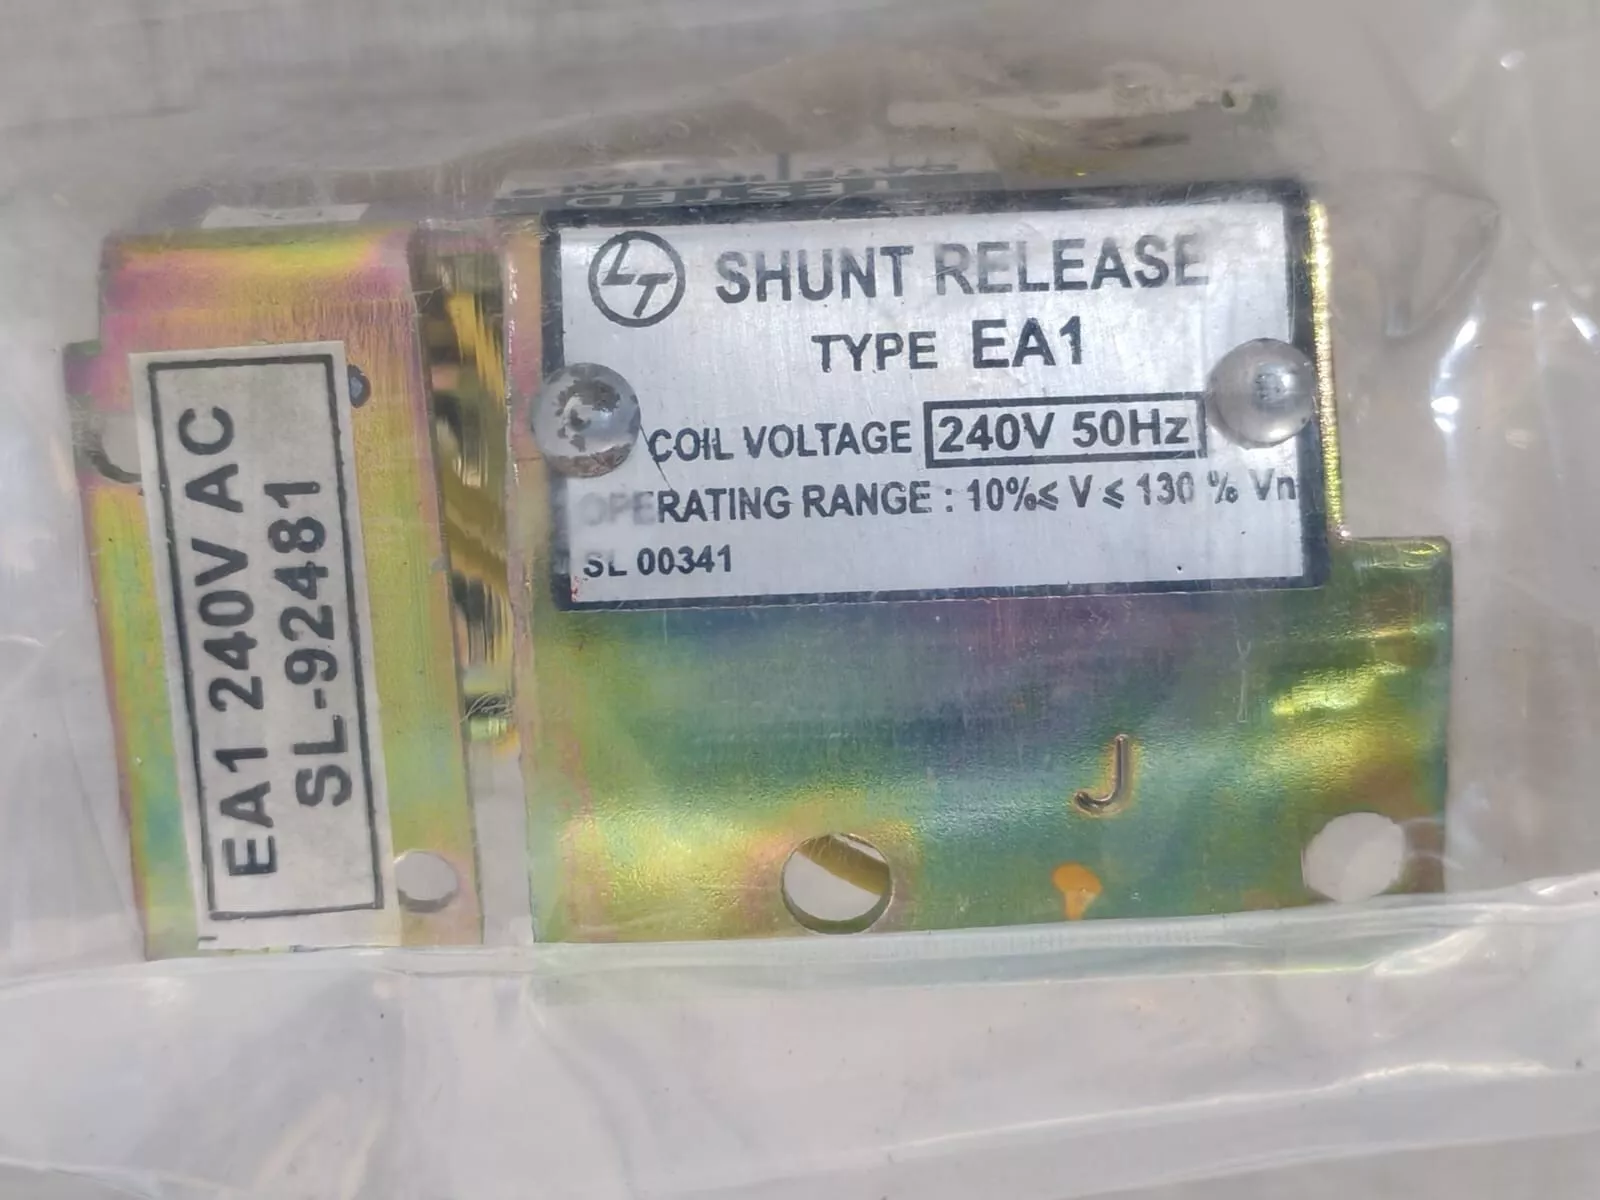 TESTED
LT SHUNT RELEASE
TYPE EA1
COIL VOLTAGE 240V 50Hz
OPERATING RANGE : 10%≤ V ≤ 130 % Vn
SL 00341
J
EA1 240V AC
SL-92481